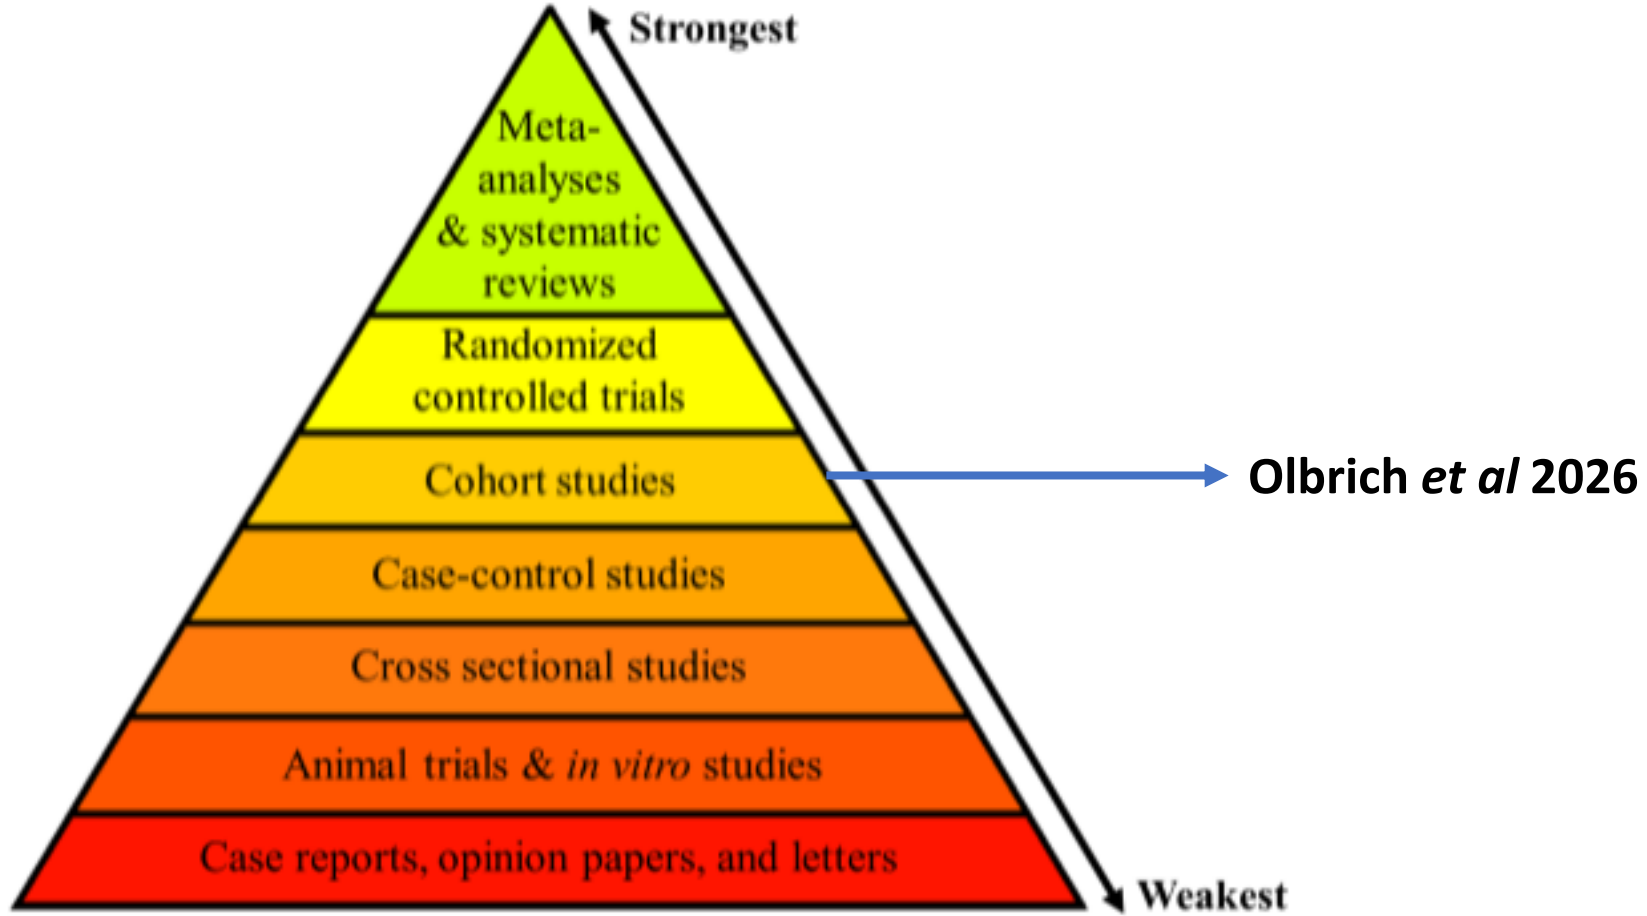 Strongest
Meta-
analyses
& systematic
reviews
Randomized
controlled trials
Cohort studies
Olbrich et al 2026
Case-control studies
Cross sectional studies
Animal trials & in vitro studies
Case reports, opinion papers, and letters
Weakest